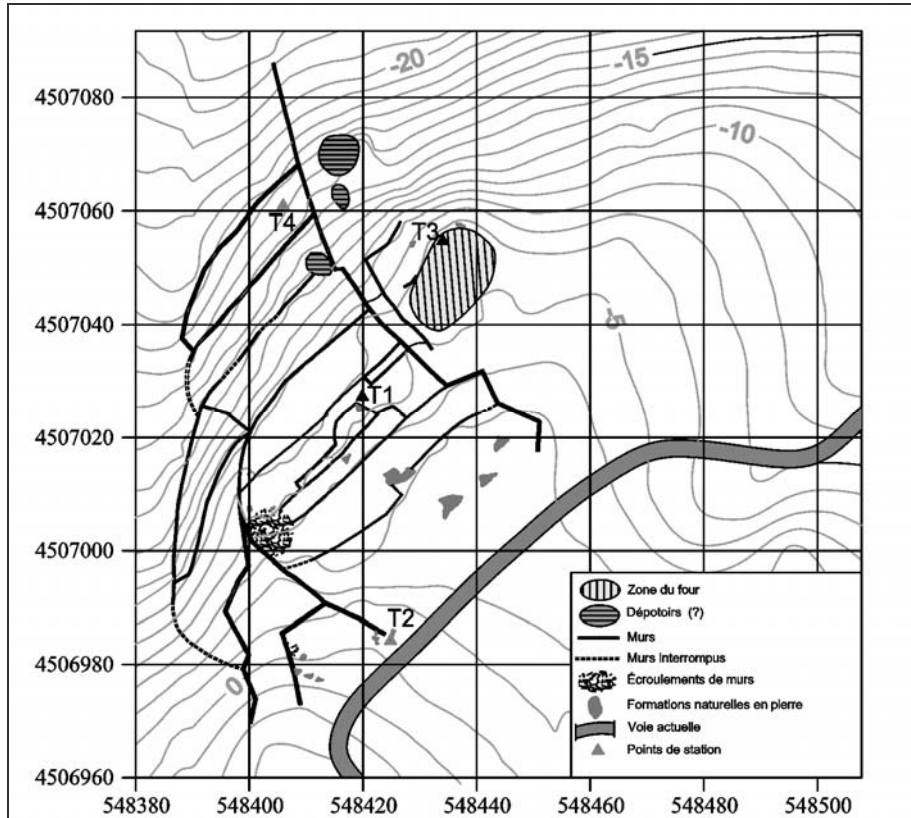 -20
-15
4507080
-10
4507060
T4
T3
4507040
-5
T1
4507020
4507000
T2
4506980
0
4506960
548380 548400 548420 548440 548460 548480 548500
Zone du four
Dépotoirs (?)
Murs
Murs interrompus
Écroulements de murs
Formations naturelles en pierre
Voie actuelle
Points de station